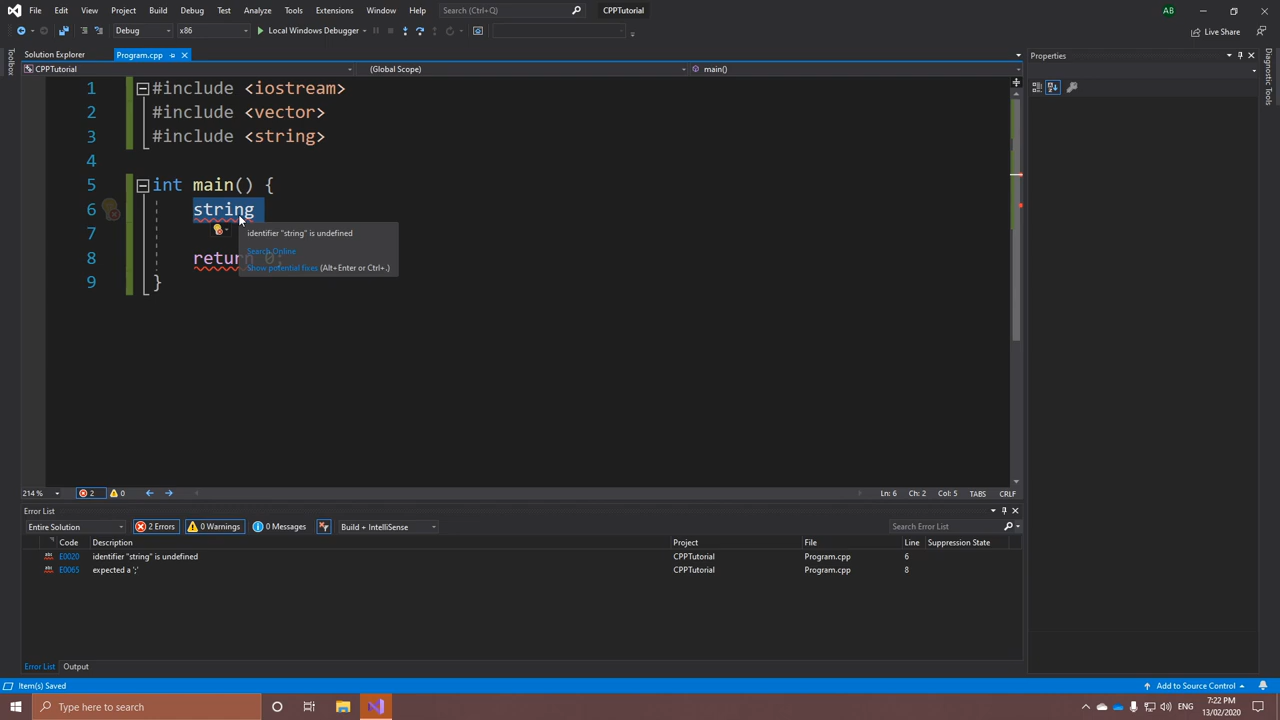 File Edit View Project Build Debug Test Analyze Tools Extensions Window Help Search (Ctrl+Q) CPPTutorial AB
Debug x86 Local Windows Debugger Live Share
Toolbox
Solution Explorer Program.cpp Properties
CPPTutorial (Global Scope) main()
Diagnostic Tools
1 #include <iostream>
2 #include <vector>
3 #include <string>
4
5 int main() {
6 string
7
identifier "string" is undefined
Search Online
8 return 0;
Show potential fixes (Alt+Enter or Ctrl+.)
9 }
214 % 2 0 Ln: 6 Ch: 2 Col: 5 TABS CRLF
Error List
Entire Solution 2 Errors 0 Warnings 0 Messages Build + IntelliSense Search Error List
Code Description Project File Line Suppression State
abc E0020 identifier "string" is undefined CPPTutorial Program.cpp 6
abc E0065 expected a ';' CPPTutorial Program.cpp 8
Error List Output
Item(s) Saved Add to Source Control
Type here to search ENG 7:22 PM
13/02/2020